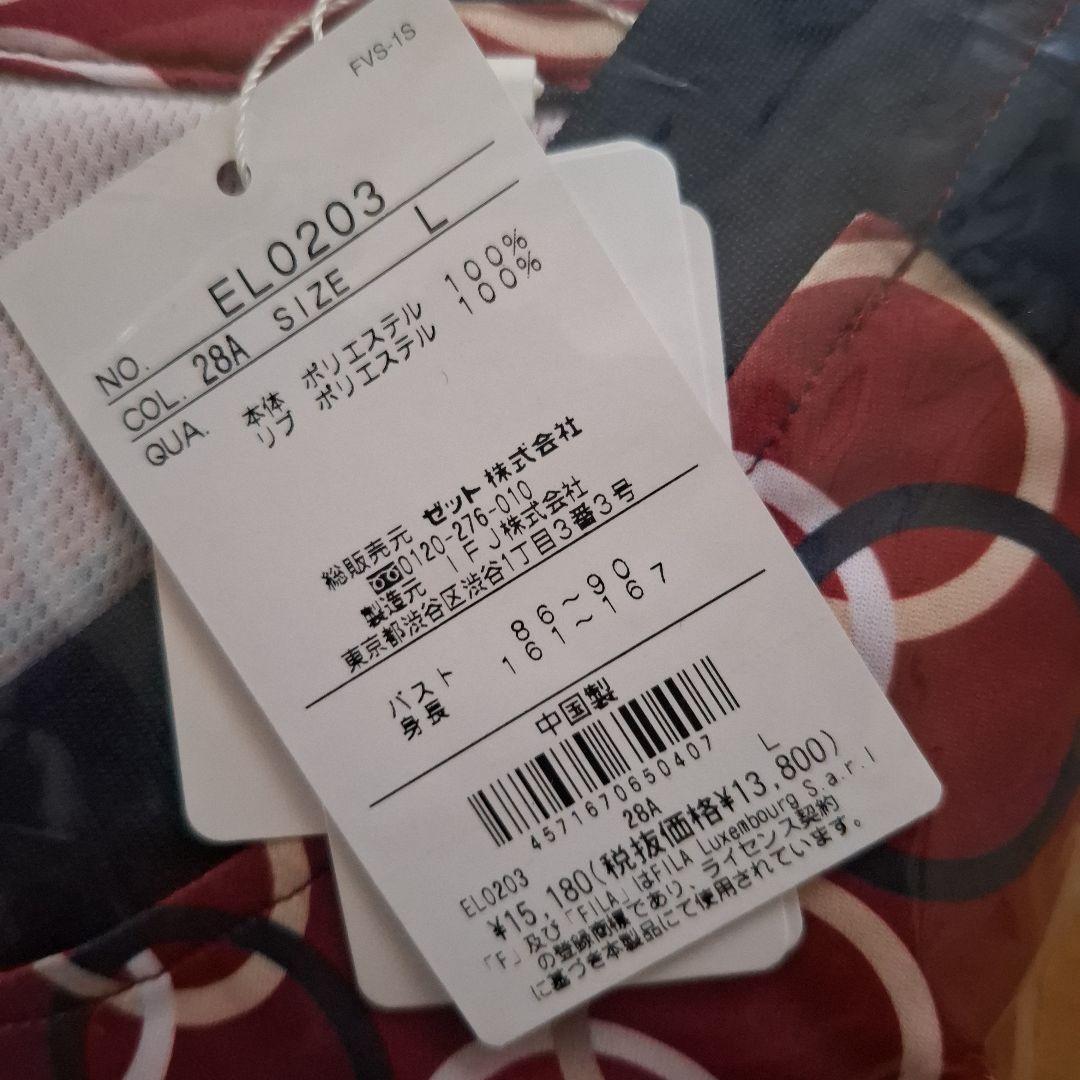 FVS-1S
NO. EL0203
COL. 28A SIZE L
QUA. 本体 ポリエステル 100%
リブ ポリエステル 100%
総販売元 ゼット株式会社
0120-276-010
製造元 IFJ株式会社
東京都渋谷区渋谷1丁目3番3号
バスト 86~90
身長 161~167
中国製
4571670650407
EL0203 28A L
¥15,180(税抜価格¥13,800)
「F」及び「FILA」はFILA Luxembourg S.a.r.l
の登録商標であり、ライセンス契約
に基づき本製品にて使用されています。